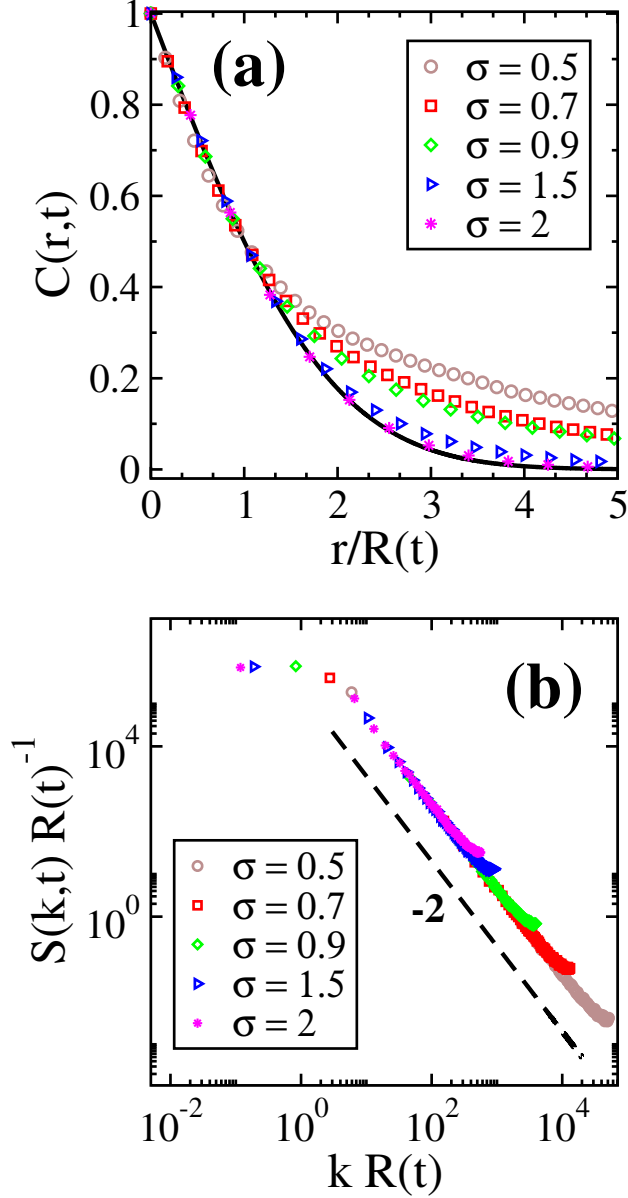 (a)
C(r,t)
1
0.8
0.6
0.4
0.2
0
σ = 0.5
σ = 0.7
σ = 0.9
σ = 1.5
σ = 2
0 1 2 3 4 5
r/R(t)
(b)
S(k,t) R(t)^-1
10^4
10^0
-2
σ = 0.5
σ = 0.7
σ = 0.9
σ = 1.5
σ = 2
10^-2 10^0 10^2 10^4
k R(t)